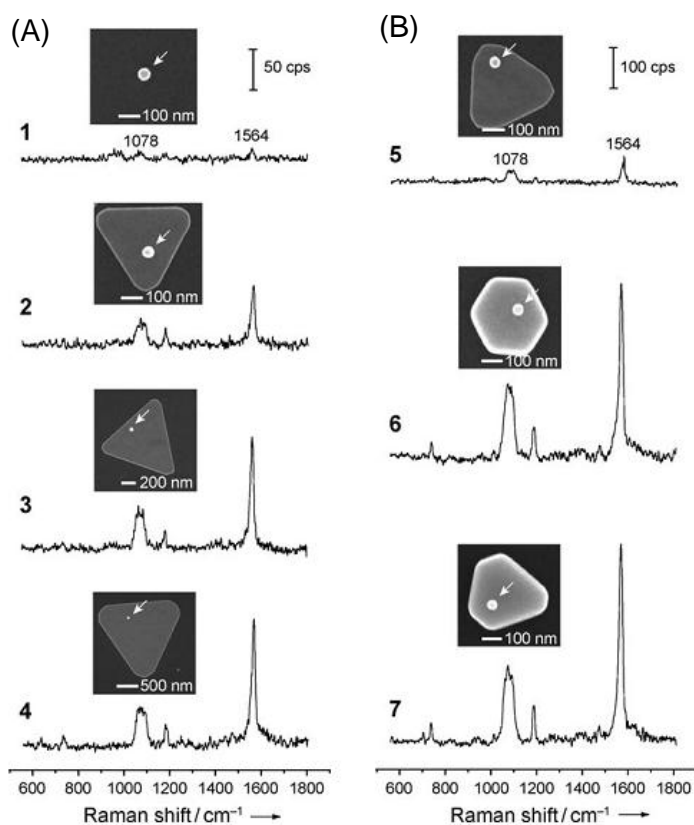 (A)
50 cps
100 nm
1
1078
1564
100 nm
2
200 nm
3
500 nm
4
600 800 1000 1200 1400 1600 1800
Raman shift / cm⁻¹ →
(B)
100 cps
100 nm
5
1078
1564
100 nm
6
100 nm
7
600 800 1000 1200 1400 1600 1800
Raman shift / cm⁻¹ →